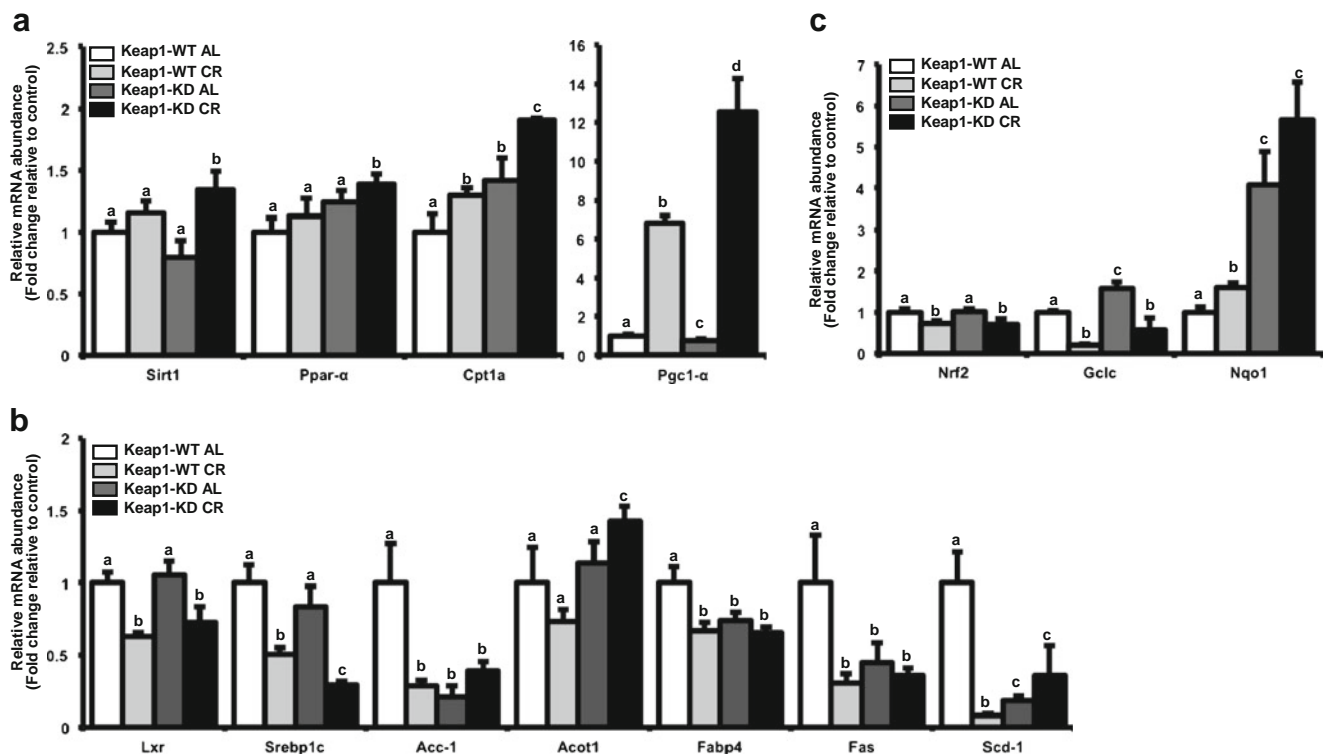 a
Relative mRNA abundance
(Fold change relative to control)
2.5
2
1.5
1
0.5
0
Keap1-WT AL
Keap1-WT CR
Keap1-KD AL
Keap1-KD CR
a a a b
a a a b
a b b c
Sirt1 Ppar-α Cpt1a
16
14
12
10
8
6
4
2
0
a b c d
Pgc1-α
c
Relative mRNA abundance
(Fold change relative to control)
7
6
5
4
3
2
1
0
Keap1-WT AL
Keap1-WT CR
Keap1-KD AL
Keap1-KD CR
a b a b
a b c b
a b c c
Nrf2 Gclc Nqo1
b
Relative mRNA abundance
(Fold change relative to control)
2
1.5
1
0.5
0
Keap1-WT AL
Keap1-WT CR
Keap1-KD AL
Keap1-KD CR
a b a b
a b a c
a b b b
a a a c
a b b b
a b b b
a b c c
Lxr Srebp1c Acc-1 Acot1 Fabp4 Fas Scd-1